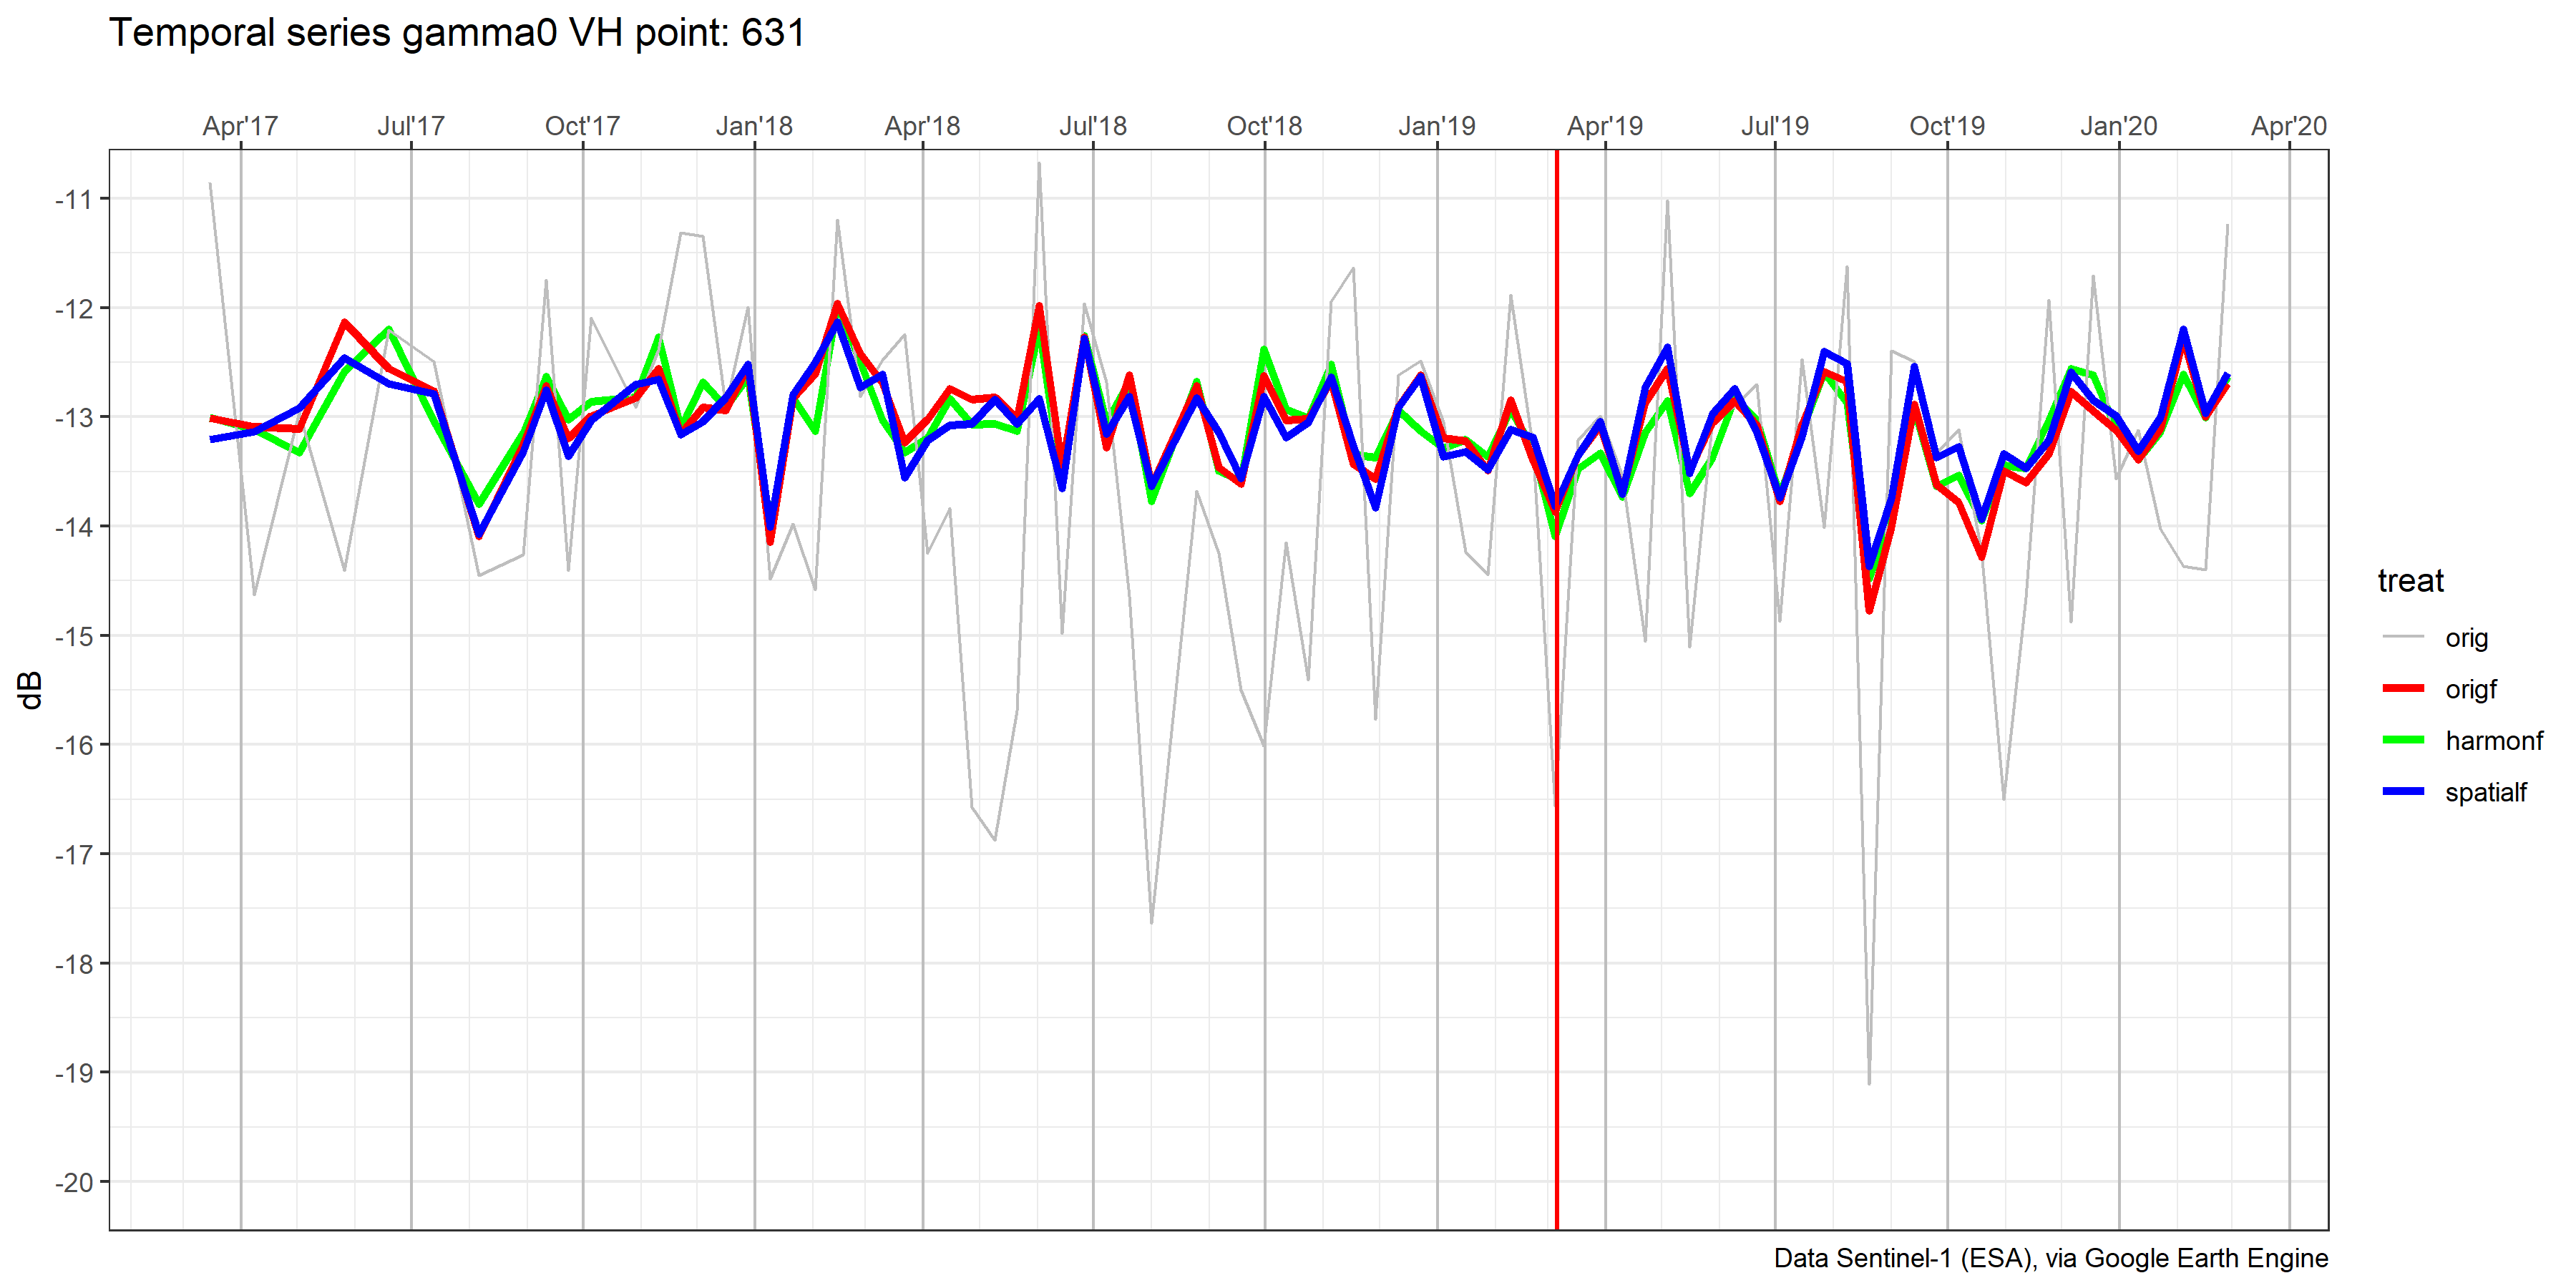 Temporal series gamma0 VH point: 631
Apr'17 Jul'17 Oct'17 Jan'18 Apr'18 Jul'18 Oct'18 Jan'19 Apr'19 Jul'19 Oct'19 Jan'20 Apr'20
-11
-12
-13
-14
-15
-16
-17
-18
-19
-20
dB
treat
orig
origf
harmonf
spatialf
Data Sentinel-1 (ESA), via Google Earth Engine